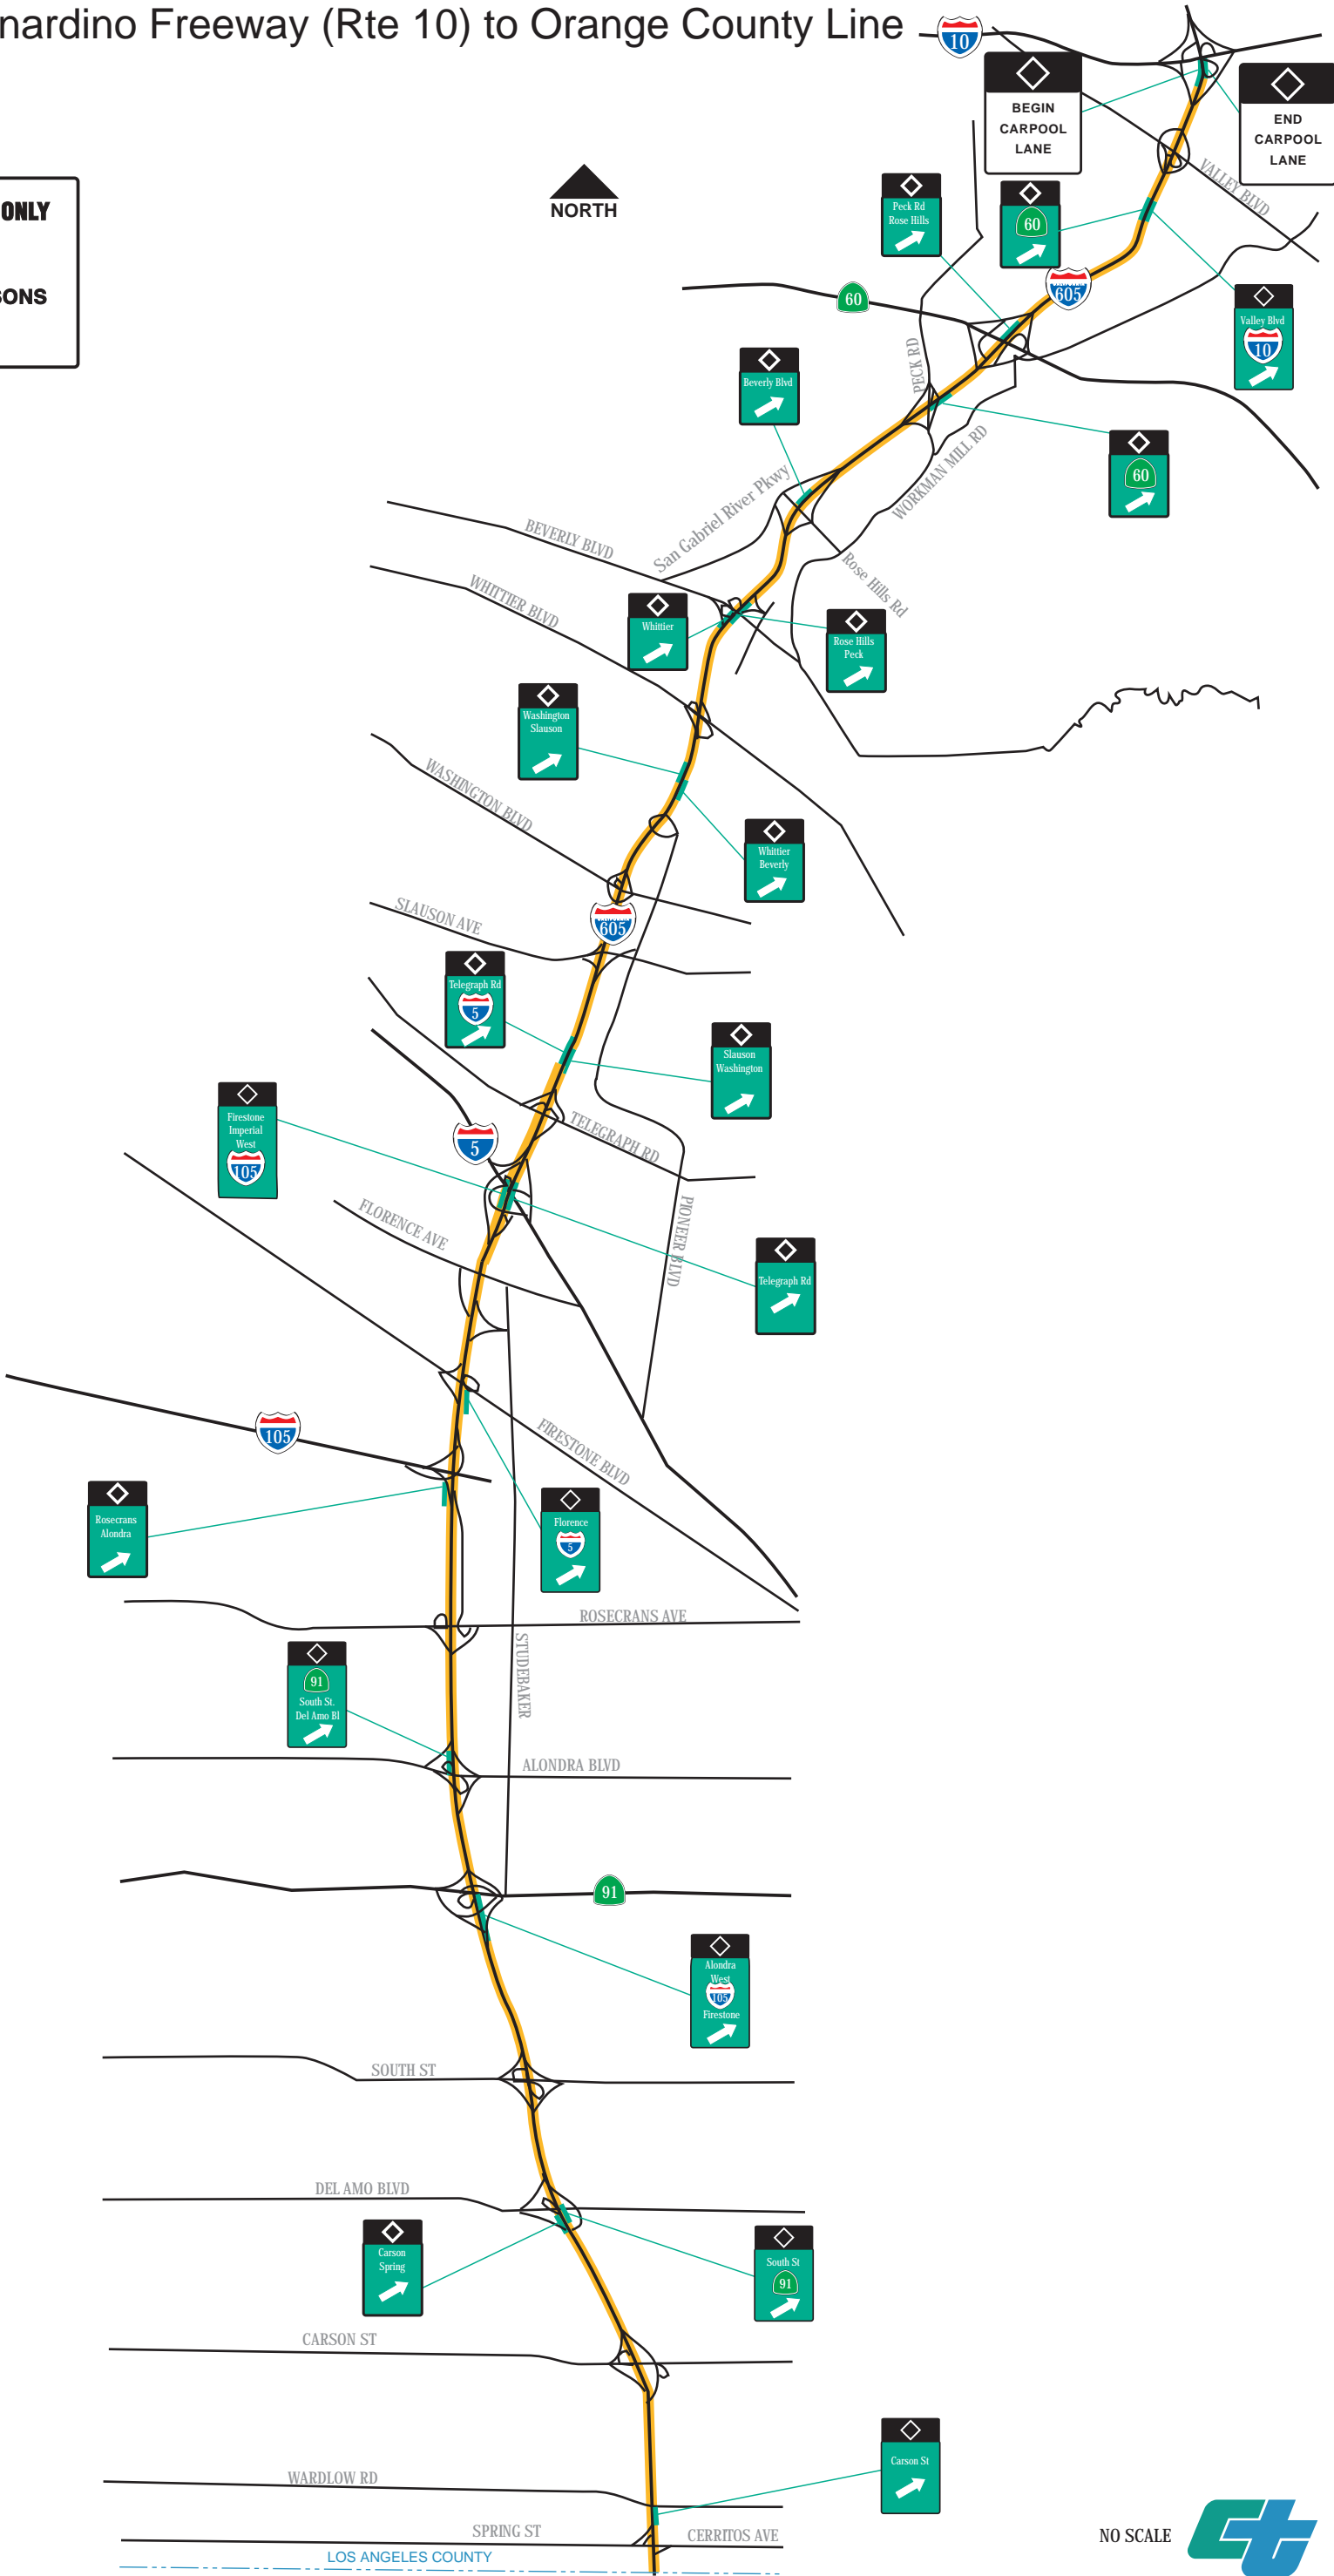 nardino Freeway (Rte 10) to Orange County Line
10
BEGIN
CARPOOL
LANE
END
CARPOOL
LANE
ONLY
SONS
NORTH
VALLEY BLVD
Peck Rd
Rose Hills
60
605
60
Valley Blvd
10
PECK RD
Beverly Blvd
60
WORKMAN MILL RD
San Gabriel River Pkwy
BEVERLY BLVD
Rose Hills Rd
WHITTIER BLVD
Whittier
Rose Hills
Peck
Washington
Slauson
WASHINGTON BLVD
Whittier
Beverly
SLAUSON AVE
605
Telegraph Rd
5
Slauson
Washington
Firestone
Imperial
West
105
5
TELEGRAPH RD
FLORENCE AVE
PIONEER BLVD
Telegraph Rd
105
FIRESTONE BLVD
Rosecrans
Alondra
Florence
5
ROSECRANS AVE
STUDEBAKER
91
South St.
Del Amo Bl
ALONDRA BLVD
91
Alondra
West
105
Firestone
SOUTH ST
DEL AMO BLVD
Carson
Spring
South St
91
CARSON ST
Carson St
WARDLOW RD
SPRING ST
CERRITOS AVE
LOS ANGELES COUNTY
NO SCALE
ct